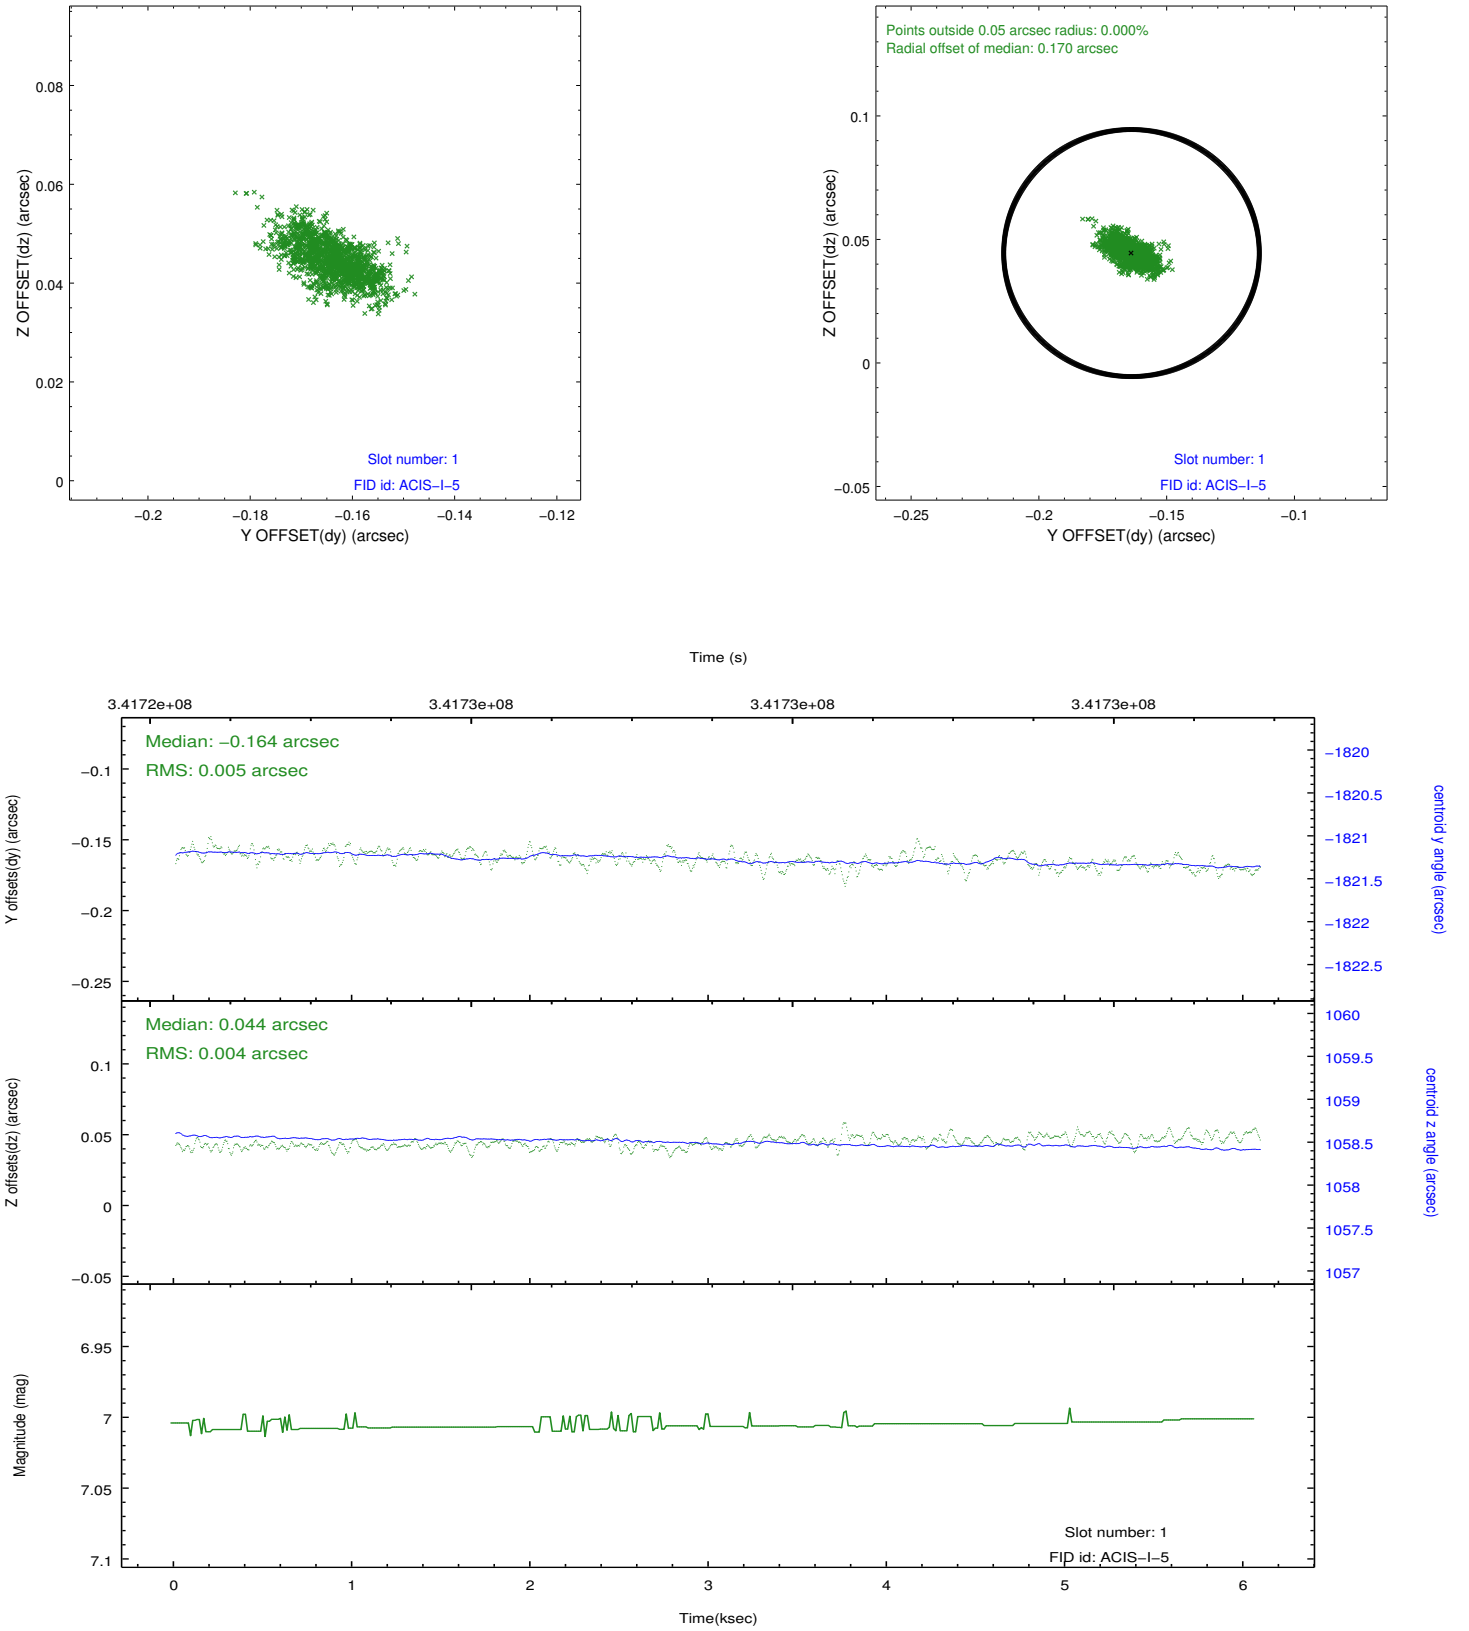 0.08
0.06
0.04
0.02
0
Z OFFSET(dz) (arcsec)
Slot number: 1
FID id: ACIS−I−5
−0.2 −0.18 −0.16 −0.14 −0.12
Y OFFSET(dy) (arcsec)
Points outside 0.05 arcsec radius: 0.000%
Radial offset of median: 0.170 arcsec
0.1
0.05
0
−0.05
Z OFFSET(dz) (arcsec)
Slot number: 1
FID id: ACIS−I−5
−0.25 −0.2 −0.15 −0.1
Y OFFSET(dy) (arcsec)
Time (s)
3.4172e+08 3.4173e+08 3.4173e+08 3.4173e+08
Median: −0.164 arcsec
RMS: 0.005 arcsec
−0.1
−0.15
−0.2
−0.25
Y offsets(dy) (arcsec)
−1820
−1820.5
−1821
−1821.5
−1822
−1822.5
centroid y angle (arcsec)
Median: 0.044 arcsec
RMS: 0.004 arcsec
0.1
0.05
0
−0.05
Z offsets(dz) (arcsec)
1060
1059.5
1059
1058.5
1058
1057.5
1057
centroid z angle (arcsec)
6.95
7
7.05
7.1
Magnitude (mag)
Slot number: 1
FID id: ACIS−I−5
0 1 2 3 4 5 6
Time(ksec)